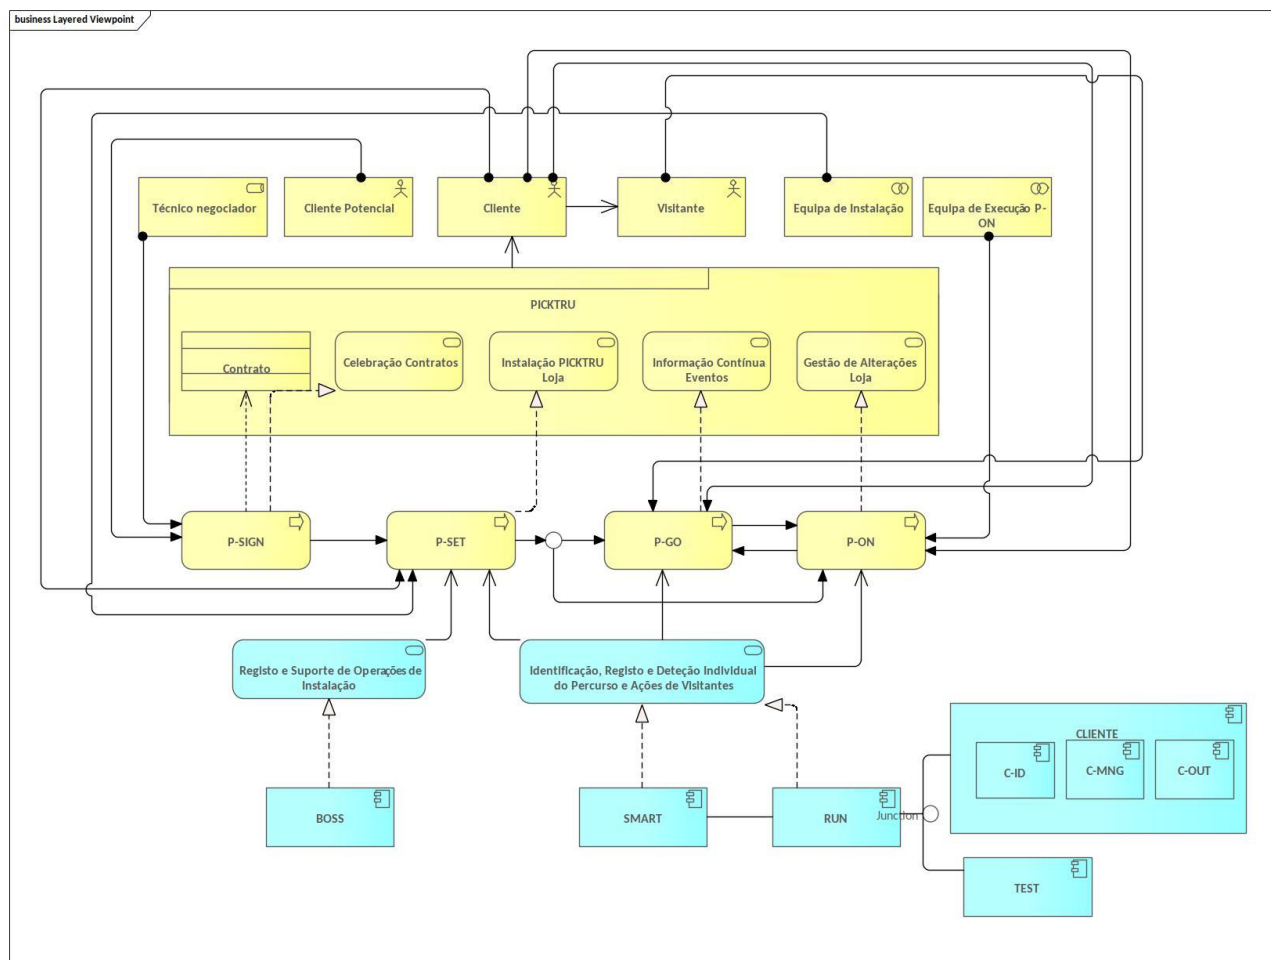 business Layered Viewpoint
Técnico negociador
Cliente Potencial
Cliente
Visitante
Equipa de Instalação
Equipa de Execução P-
ON
PICKTRU
Contrato
Celebração Contratos
Instalação PICKTRU
Loja
Informação Contínua
Eventos
Gestão de Alterações
Loja
P-SIGN
P-SET
P-GO
P-ON
Registo e Suporte de Operações de
Instalação
Identificação, Registo e Deteção Individual
do Percurso e Ações de Visitantes
CLIENTE
C-ID
C-MNG
C-OUT
BOSS
SMART
RUN
Junction
TEST